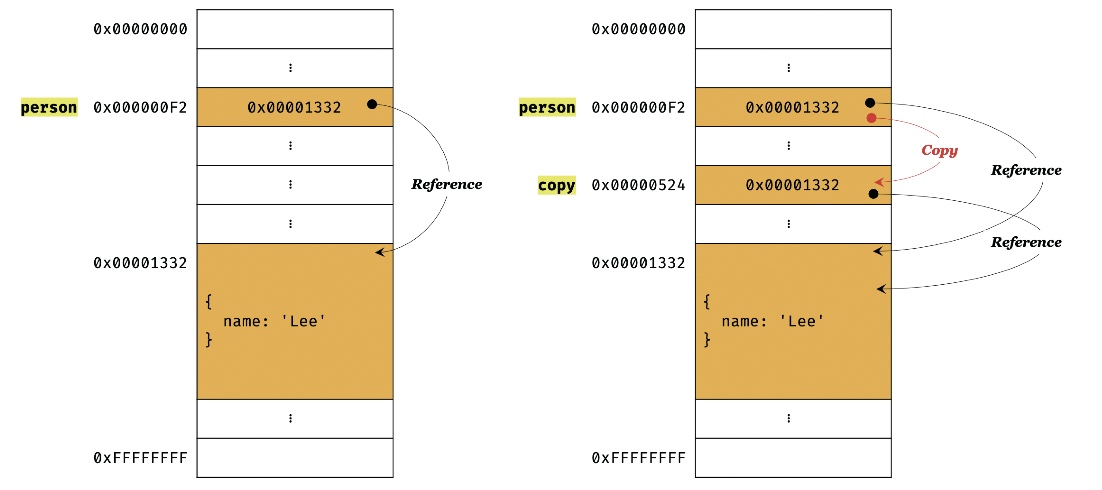 0x00000000
⋮
person 0x000000F2 0x00001332
⋮
⋮
Reference
⋮
0x00001332
{
name: 'Lee'
}
⋮
0xFFFFFFFF
0x00000000
⋮
person 0x000000F2 0x00001332
⋮
Copy
Reference
copy 0x00000524 0x00001332
⋮
Reference
0x00001332
{
name: 'Lee'
}
⋮
0xFFFFFFFF